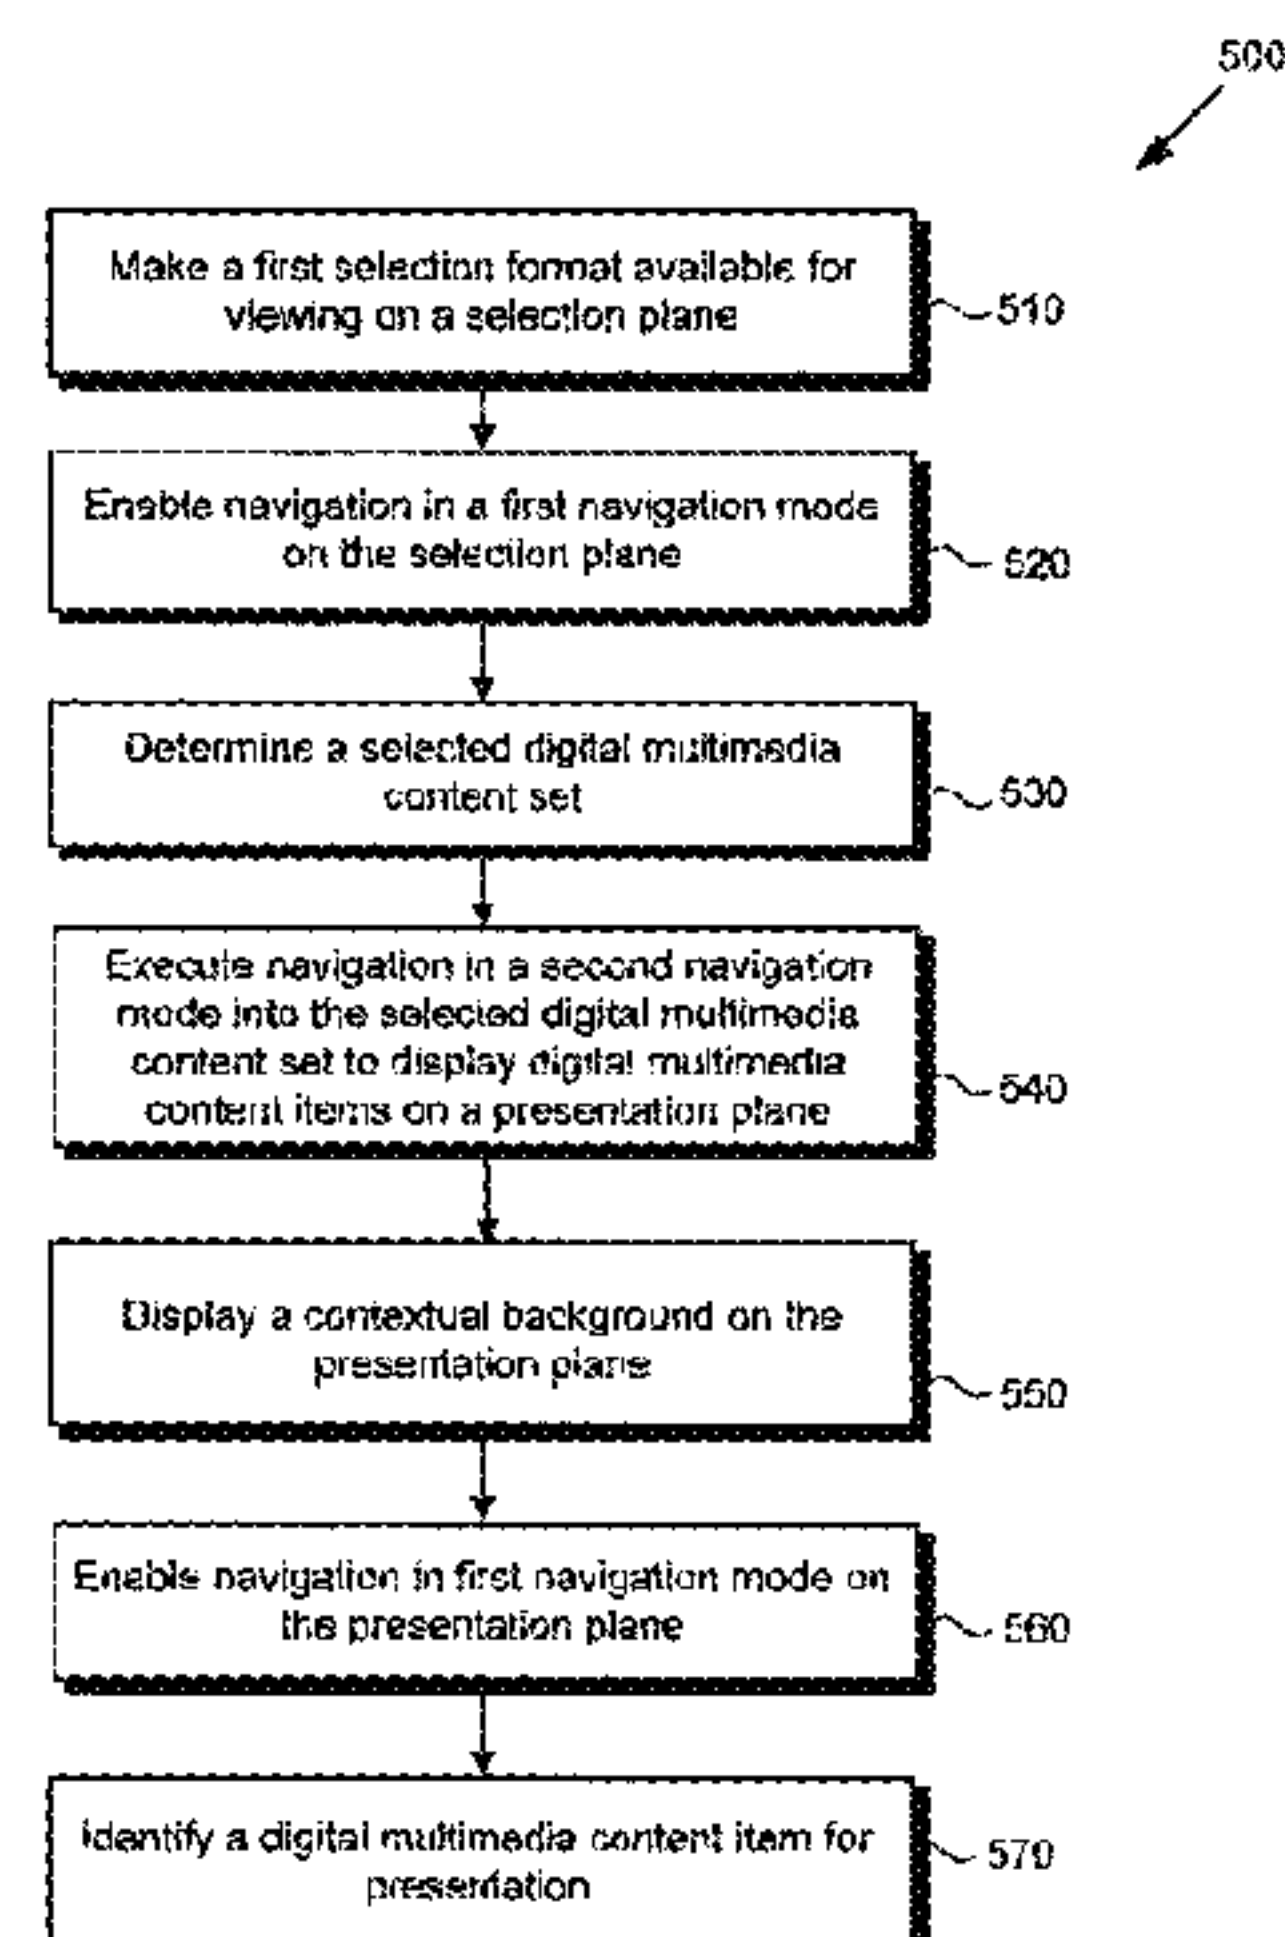 500
Make a first selection format available for
viewing on a selection plane
510
Enable navigation in a first navigation mode
on the selection plane
520
Determine a selected digital multimedia
content set
530
Execute navigation in a second navigation
mode into the selected digital multimedia
content set to display digital multimedia
content items on a presentation plane
540
Display a contextual background on the
presentation plane
550
Enable navigation in first navigation mode on
the presentation plane
560
Identify a digital multimedia content item for
presentation
570